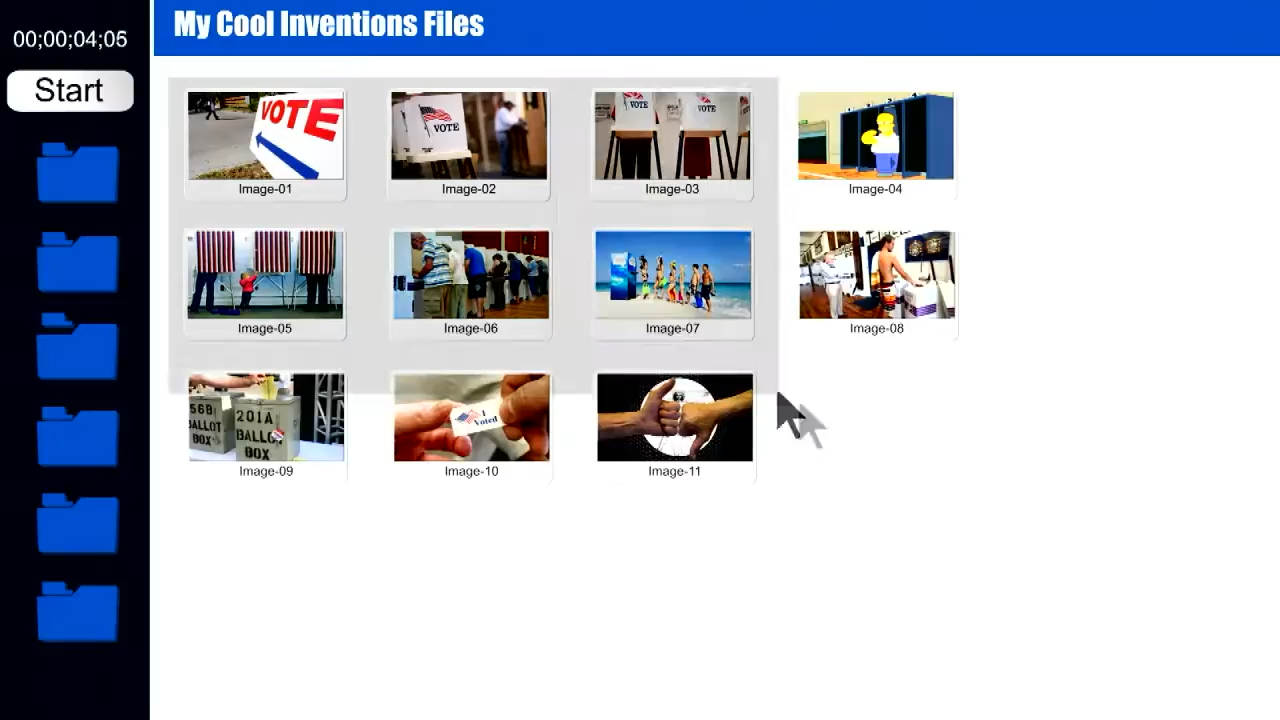 My Cool Inventions Files
00;00;04;05
Start
VOTE
VOTE
VOTE
VOTE
Image-01
Image-02
Image-03
Image-04
Image-05
Image-06
Image-07
Image-08
56B
BALLOT
BOX
201A
BALLOT
BOX
I
Voted
Image-09
Image-10
Image-11